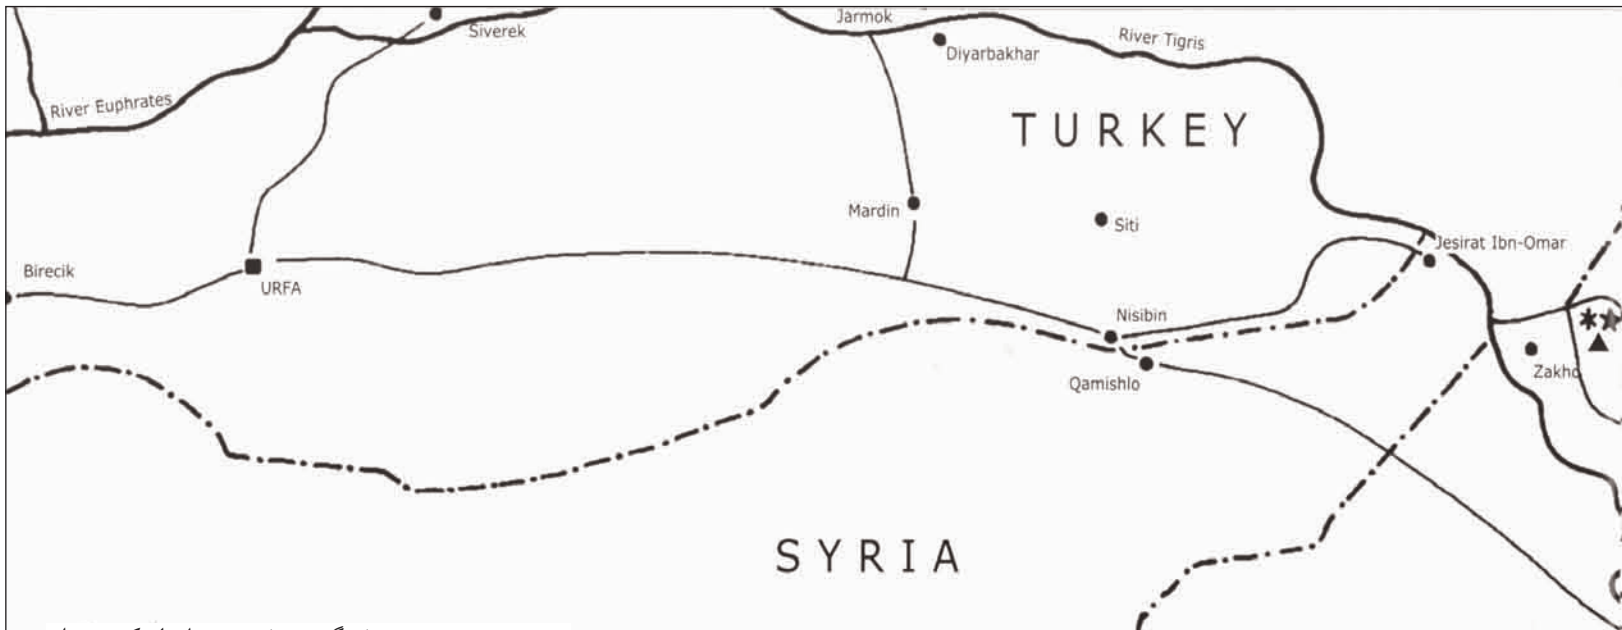 Jarmok
Siverek
Diyarbakhar
River Tigris
River Euphrates
TURKEY
Mardin
Siti
Jesirat Ibn-Omar
Birecik
URFA
Nisibin
Zakho
Qamishlo
SYRIA